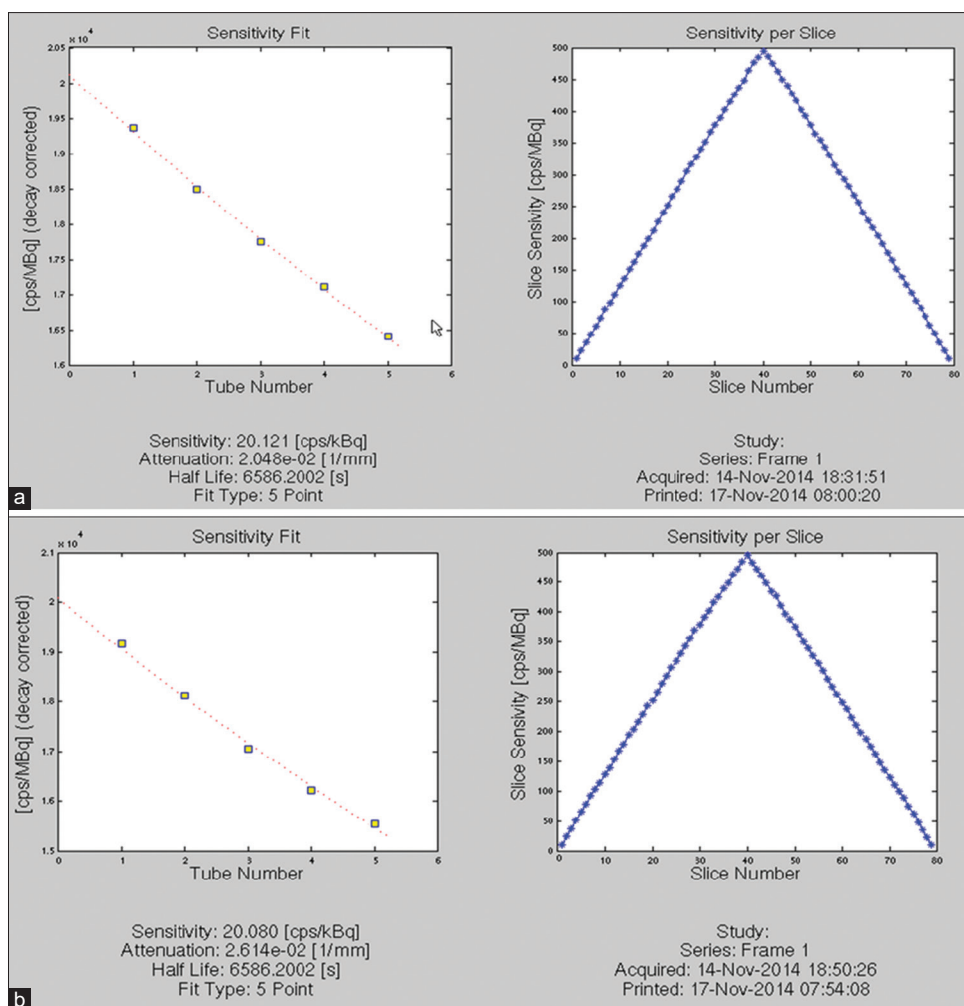 Sensitivity Fit
× 10⁴
2.05
2
1.95
1.9
1.85
1.8
1.75
1.7
1.65
1.6
0 1 2 3 4 5 6
[cps/MBq] (decay corrected)
Tube Number
Sensitivity: 20.121 [cps/kBq]
Attenuation: 2.048e-02 [1/mm]
Half Life: 6586.2002 [s]
Fit Type: 5 Point
Sensitivity per Slice
500
450
400
350
300
250
200
150
100
50
0
0 10 20 30 40 50 60 70 80
Slice Sensivity [cps/MBq]
Slice Number
Study:
Series: Frame 1
Acquired: 14-Nov-2014 18:31:51
Printed: 17-Nov-2014 08:00:20
a
Sensitivity Fit
× 10⁴
2.1
2
1.9
1.8
1.7
1.6
1.5
0 1 2 3 4 5 6
[cps/MBq] (decay corrected)
Tube Number
Sensitivity: 20.080 [cps/kBq]
Attenuation: 2.614e-02 [1/mm]
Half Life: 6586.2002 [s]
Fit Type: 5 Point
Sensitivity per Slice
500
450
400
350
300
250
200
150
100
50
0
0 10 20 30 40 50 60 70 80
Slice Sensivity [cps/MBq]
Slice Number
Study:
Series: Frame 1
Acquired: 14-Nov-2014 18:50:26
Printed: 17-Nov-2014 07:54:08
b